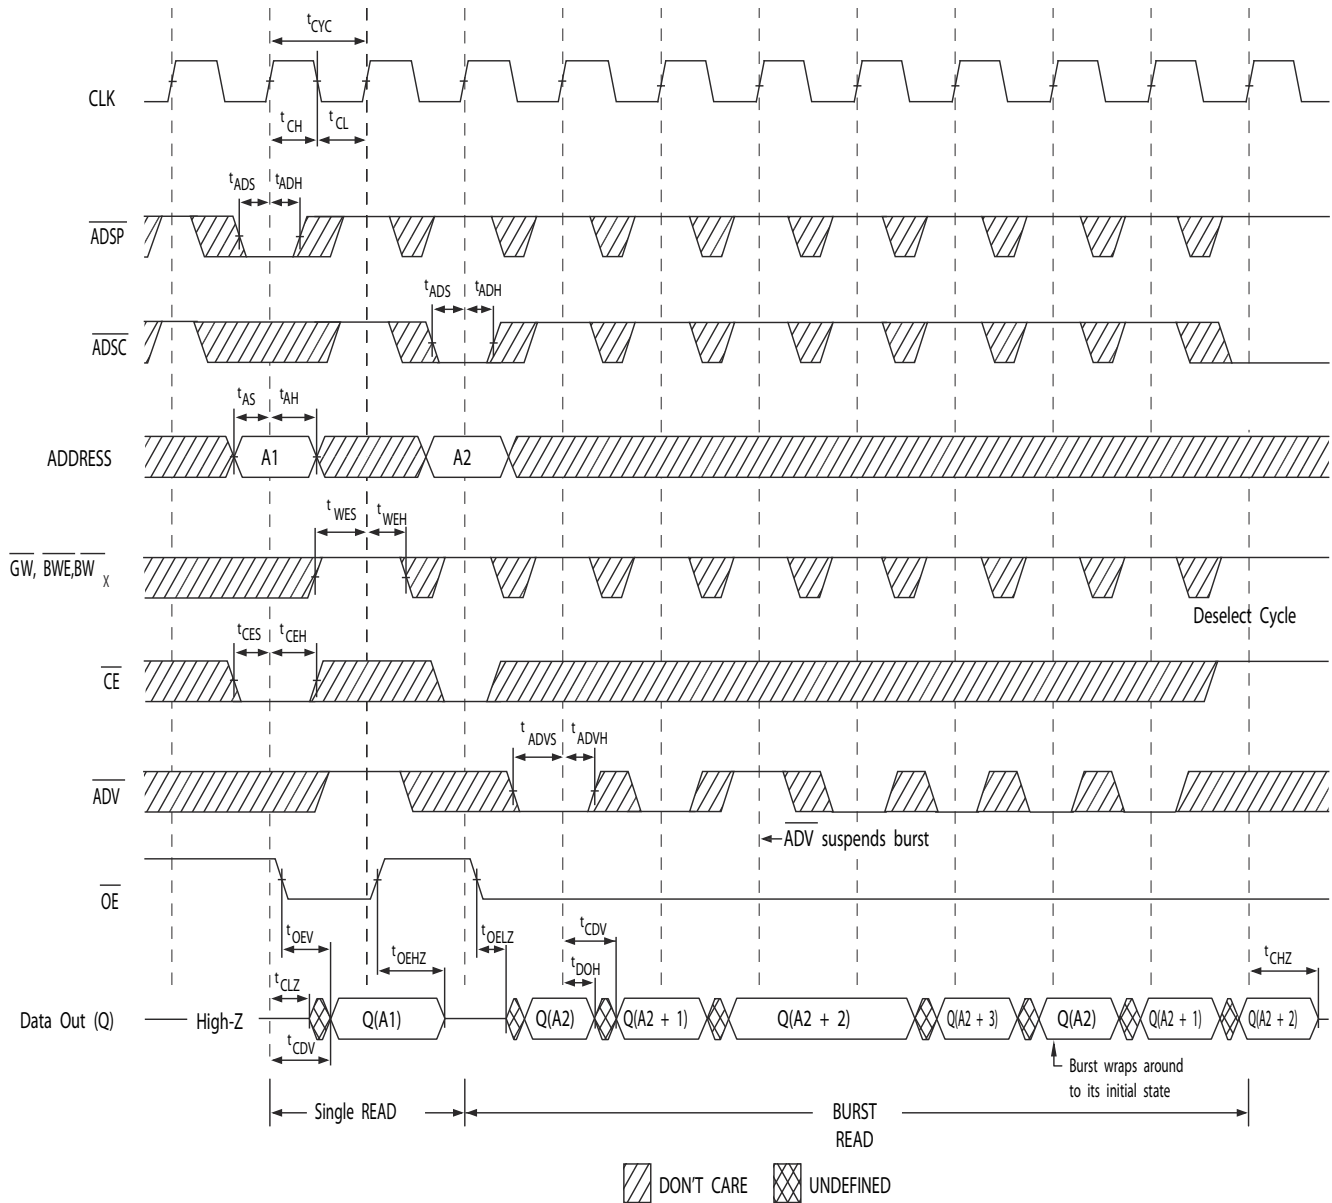 tCYC
CLK
tCH
tCL
tADS
tADH
ADSP
tADS
tADH
ADSC
tAS
tAH
ADDRESS
A1
A2
tWES
tWEH
GW, BWE,BW X
Deselect Cycle
tCES
tCEH
CE
tADVS
tADVH
ADV
ADV suspends burst
OE
tOEV
tOEHZ
tOELZ
tCDV
tDOH
tCLZ
tCHZ
Data Out (Q)
High-Z
Q(A1)
Q(A2)
Q(A2 + 1)
Q(A2 + 2)
Q(A2 + 3)
Q(A2)
Q(A2 + 1)
Q(A2 + 2)
tCDV
Burst wraps around
to its initial state
Single READ
BURST
READ
DON'T CARE
UNDEFINED